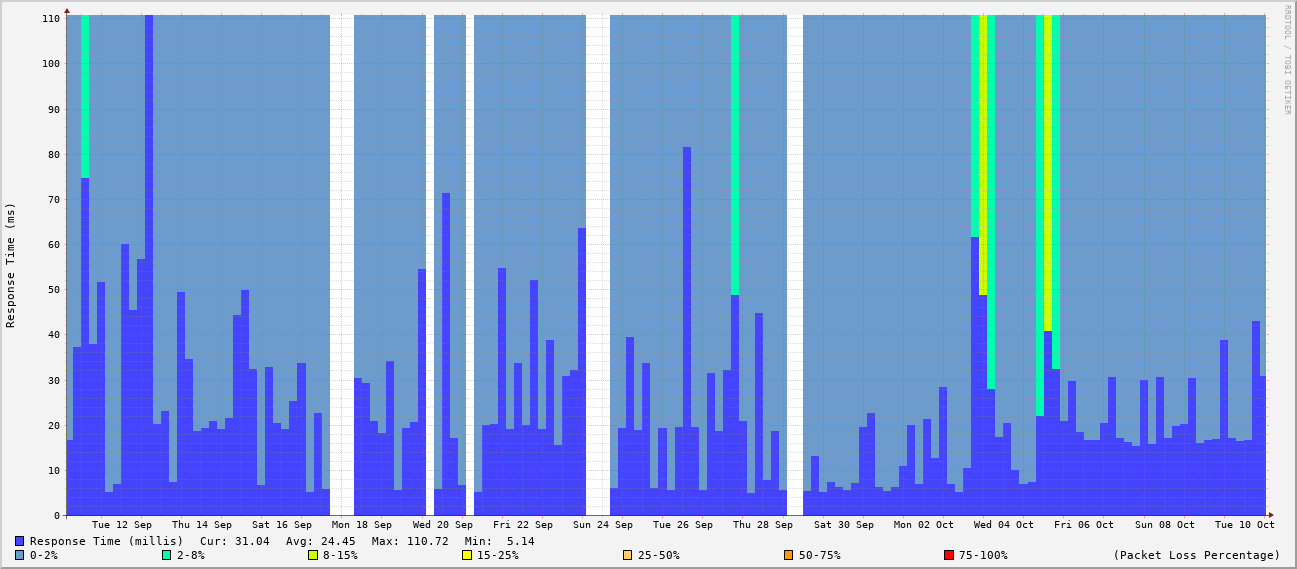 RRDTOOL / TOBI OETIKER
Response Time (ms)
110
100
90
80
70
60
50
40
30
20
10
0
Tue 12 Sep Thu 14 Sep Sat 16 Sep Mon 18 Sep Wed 20 Sep Fri 22 Sep Sun 24 Sep Tue 26 Sep Thu 28 Sep Sat 30 Sep Mon 02 Oct Wed 04 Oct Fri 06 Oct Sun 08 Oct Tue 10 Oct
Response Time (millis) Cur: 31.04 Avg: 24.45 Max: 110.72 Min: 5.14
0-2% 2-8% 8-15% 15-25% 25-50% 50-75% 75-100% (Packet Loss Percentage)